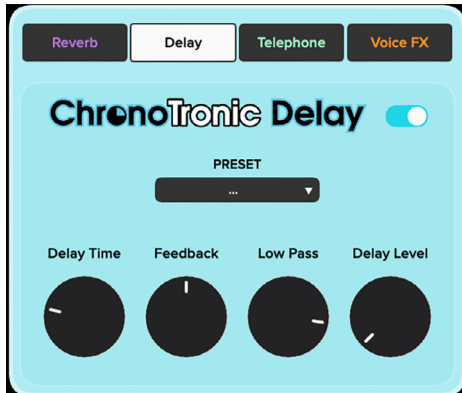 Reverb
Delay
Telephone
Voice FX
ChronoTronic Delay
PRESET
...
Delay Time
Feedback
Low Pass
Delay Level